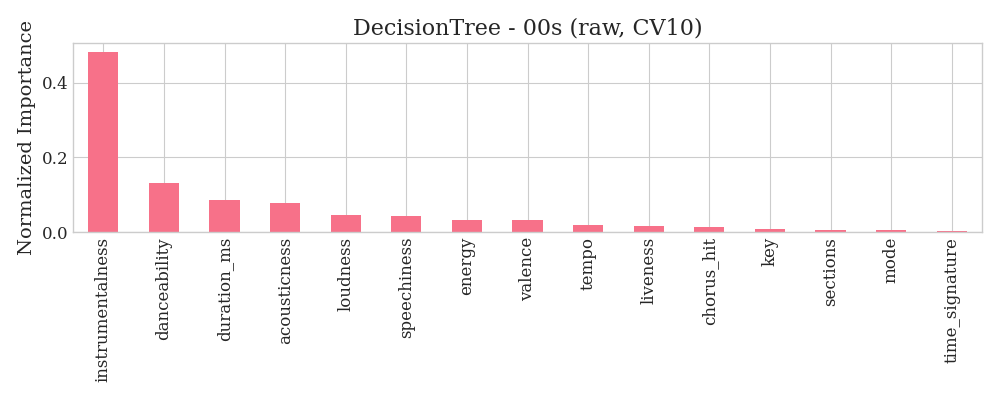 DecisionTree - 00s (raw, CV10)
Normalized Importance
0.4
0.2
0.0
instrumentalness
danceability
duration_ms
acousticness
loudness
speechiness
energy
valence
tempo
liveness
chorus_hit
key
sections
mode
time_signature